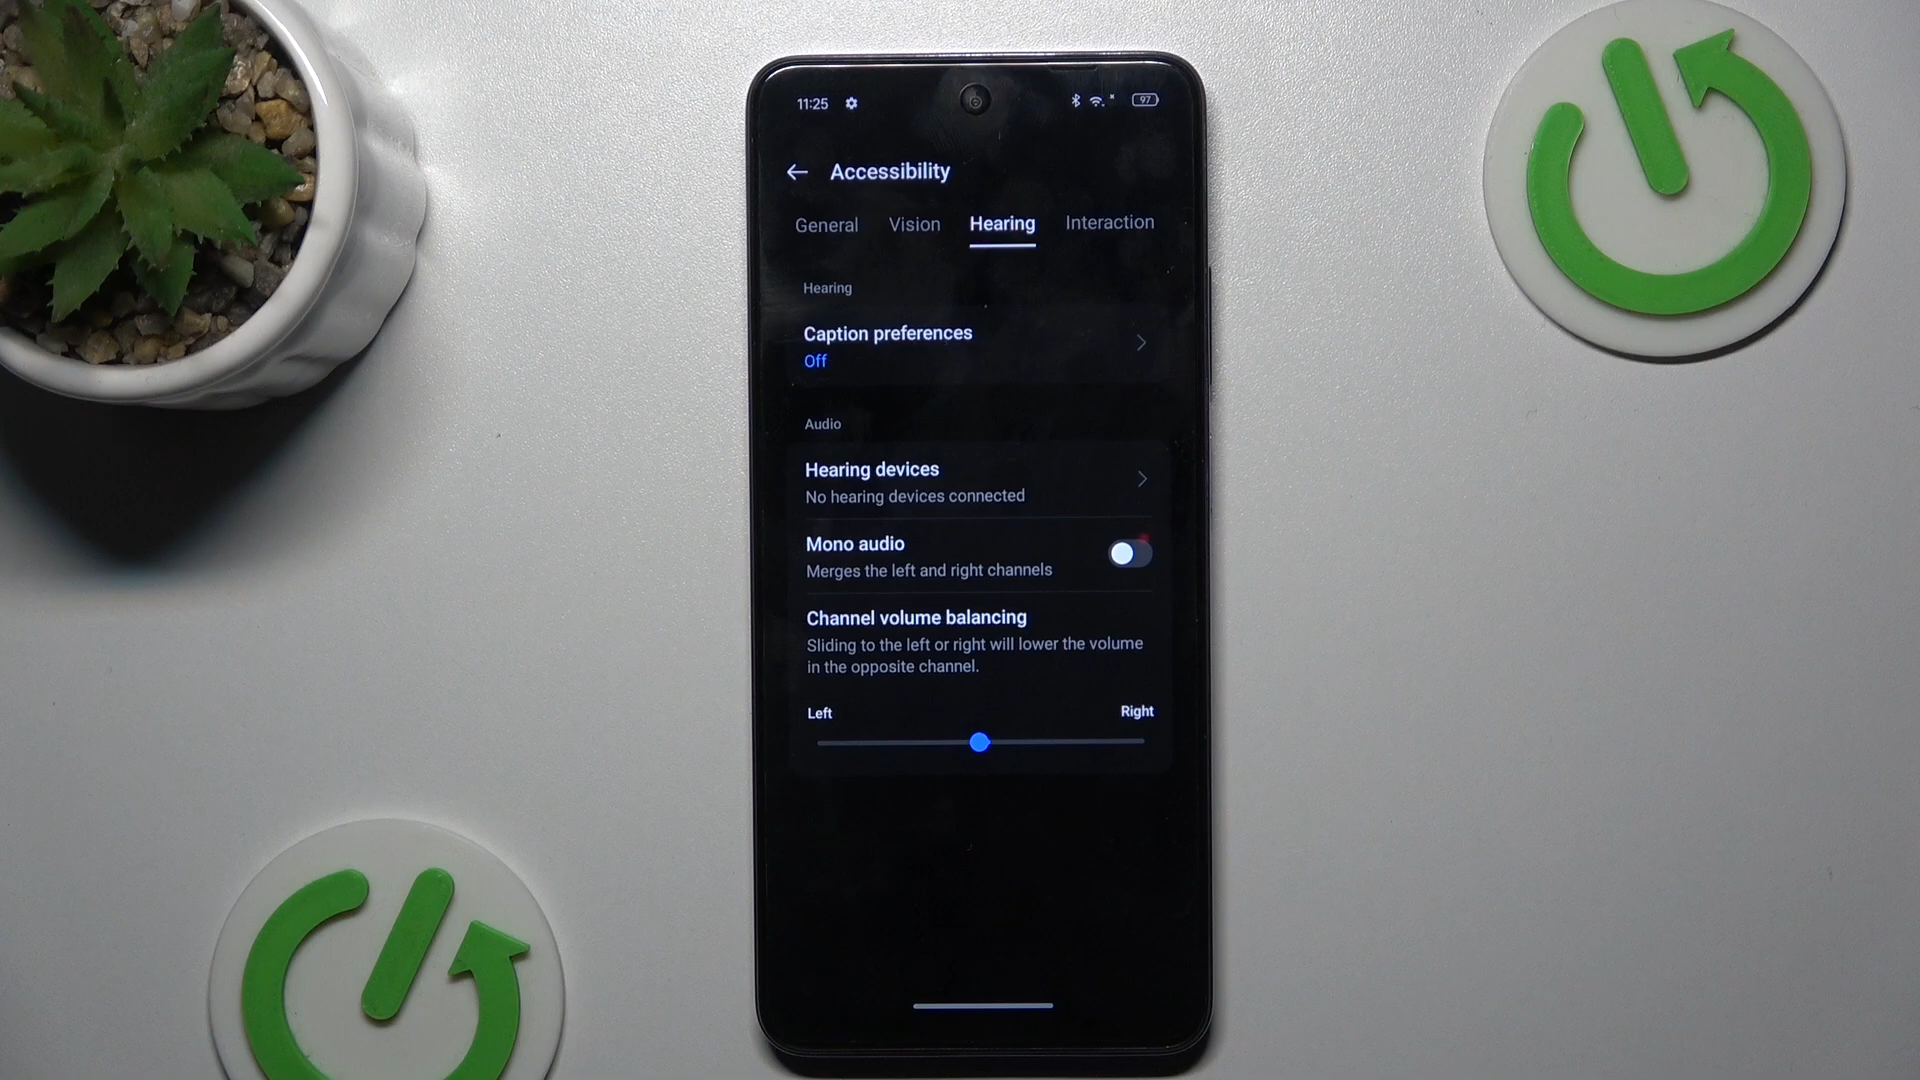 11:25
97
Accessibility
General Vision Hearing Interaction
Hearing
Caption preferences
Off
Audio
Hearing devices
No hearing devices connected
Mono audio
Merges the left and right channels
Channel volume balancing
Sliding to the left or right will lower the volume
in the opposite channel.
Left Right